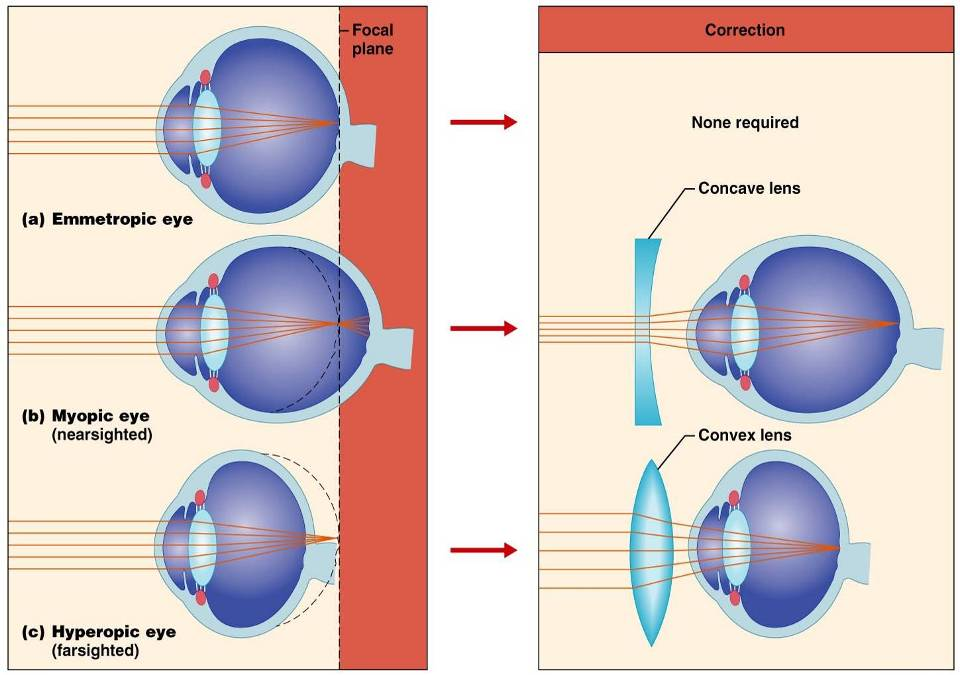 Focal
plane
(a) Emmetropic eye
(b) Myopic eye
(nearsighted)
(c) Hyperopic eye
(farsighted)
Correction
None required
Concave lens
Convex lens